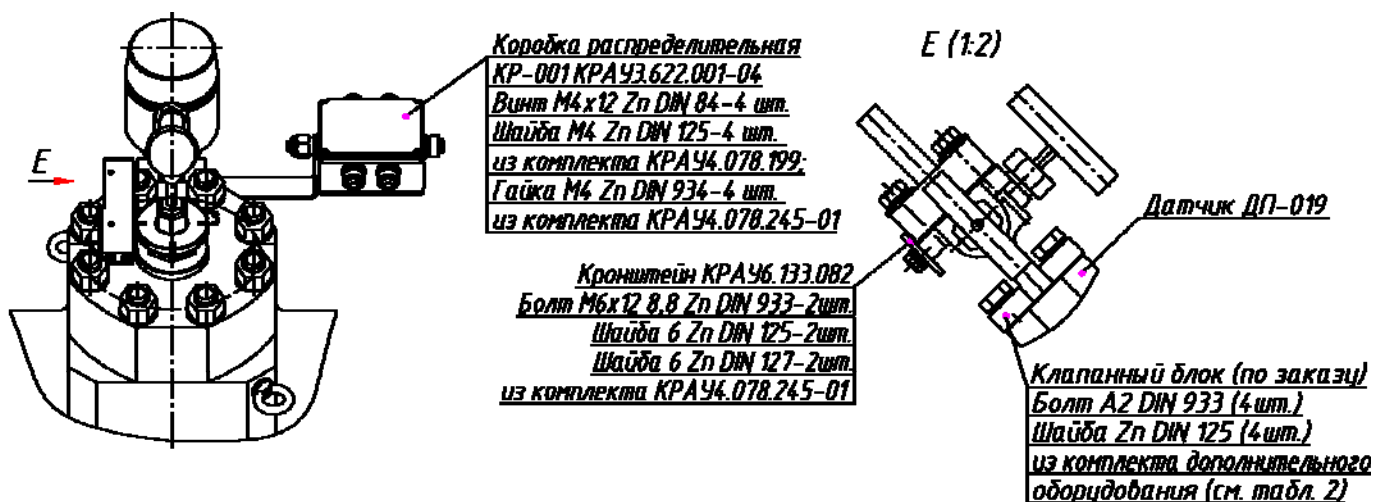 Коробка распределительная
КР-001 КРАУ3.622.001-04
Винт М4х12 Zn DIN 84-4 шт.
Шайба М4 Zn DIN 125-4 шт.
из комплекта КРАУ4.078.199;
Гайка М4 Zn DIN 934-4 шт.
из комплекта КРАУ4.078.245-01
Е
Е (1:2)
Датчик ДП-019
Кронштейн КРАУ6.133.082
Болт М6х12 8.8 Zn DIN 933-2шт.
Шайба 6 Zn DIN 125-2шт.
Шайба 6 Zn DIN 127-2шт.
из комплекта КРАУ4.078.245-01
Клапанный блок (по заказу)
Болт А2 DIN 933 (4шт.)
Шайба Zn DIN 125 (4шт.)
из комплекта дополнительного
оборудования (см. табл. 2)